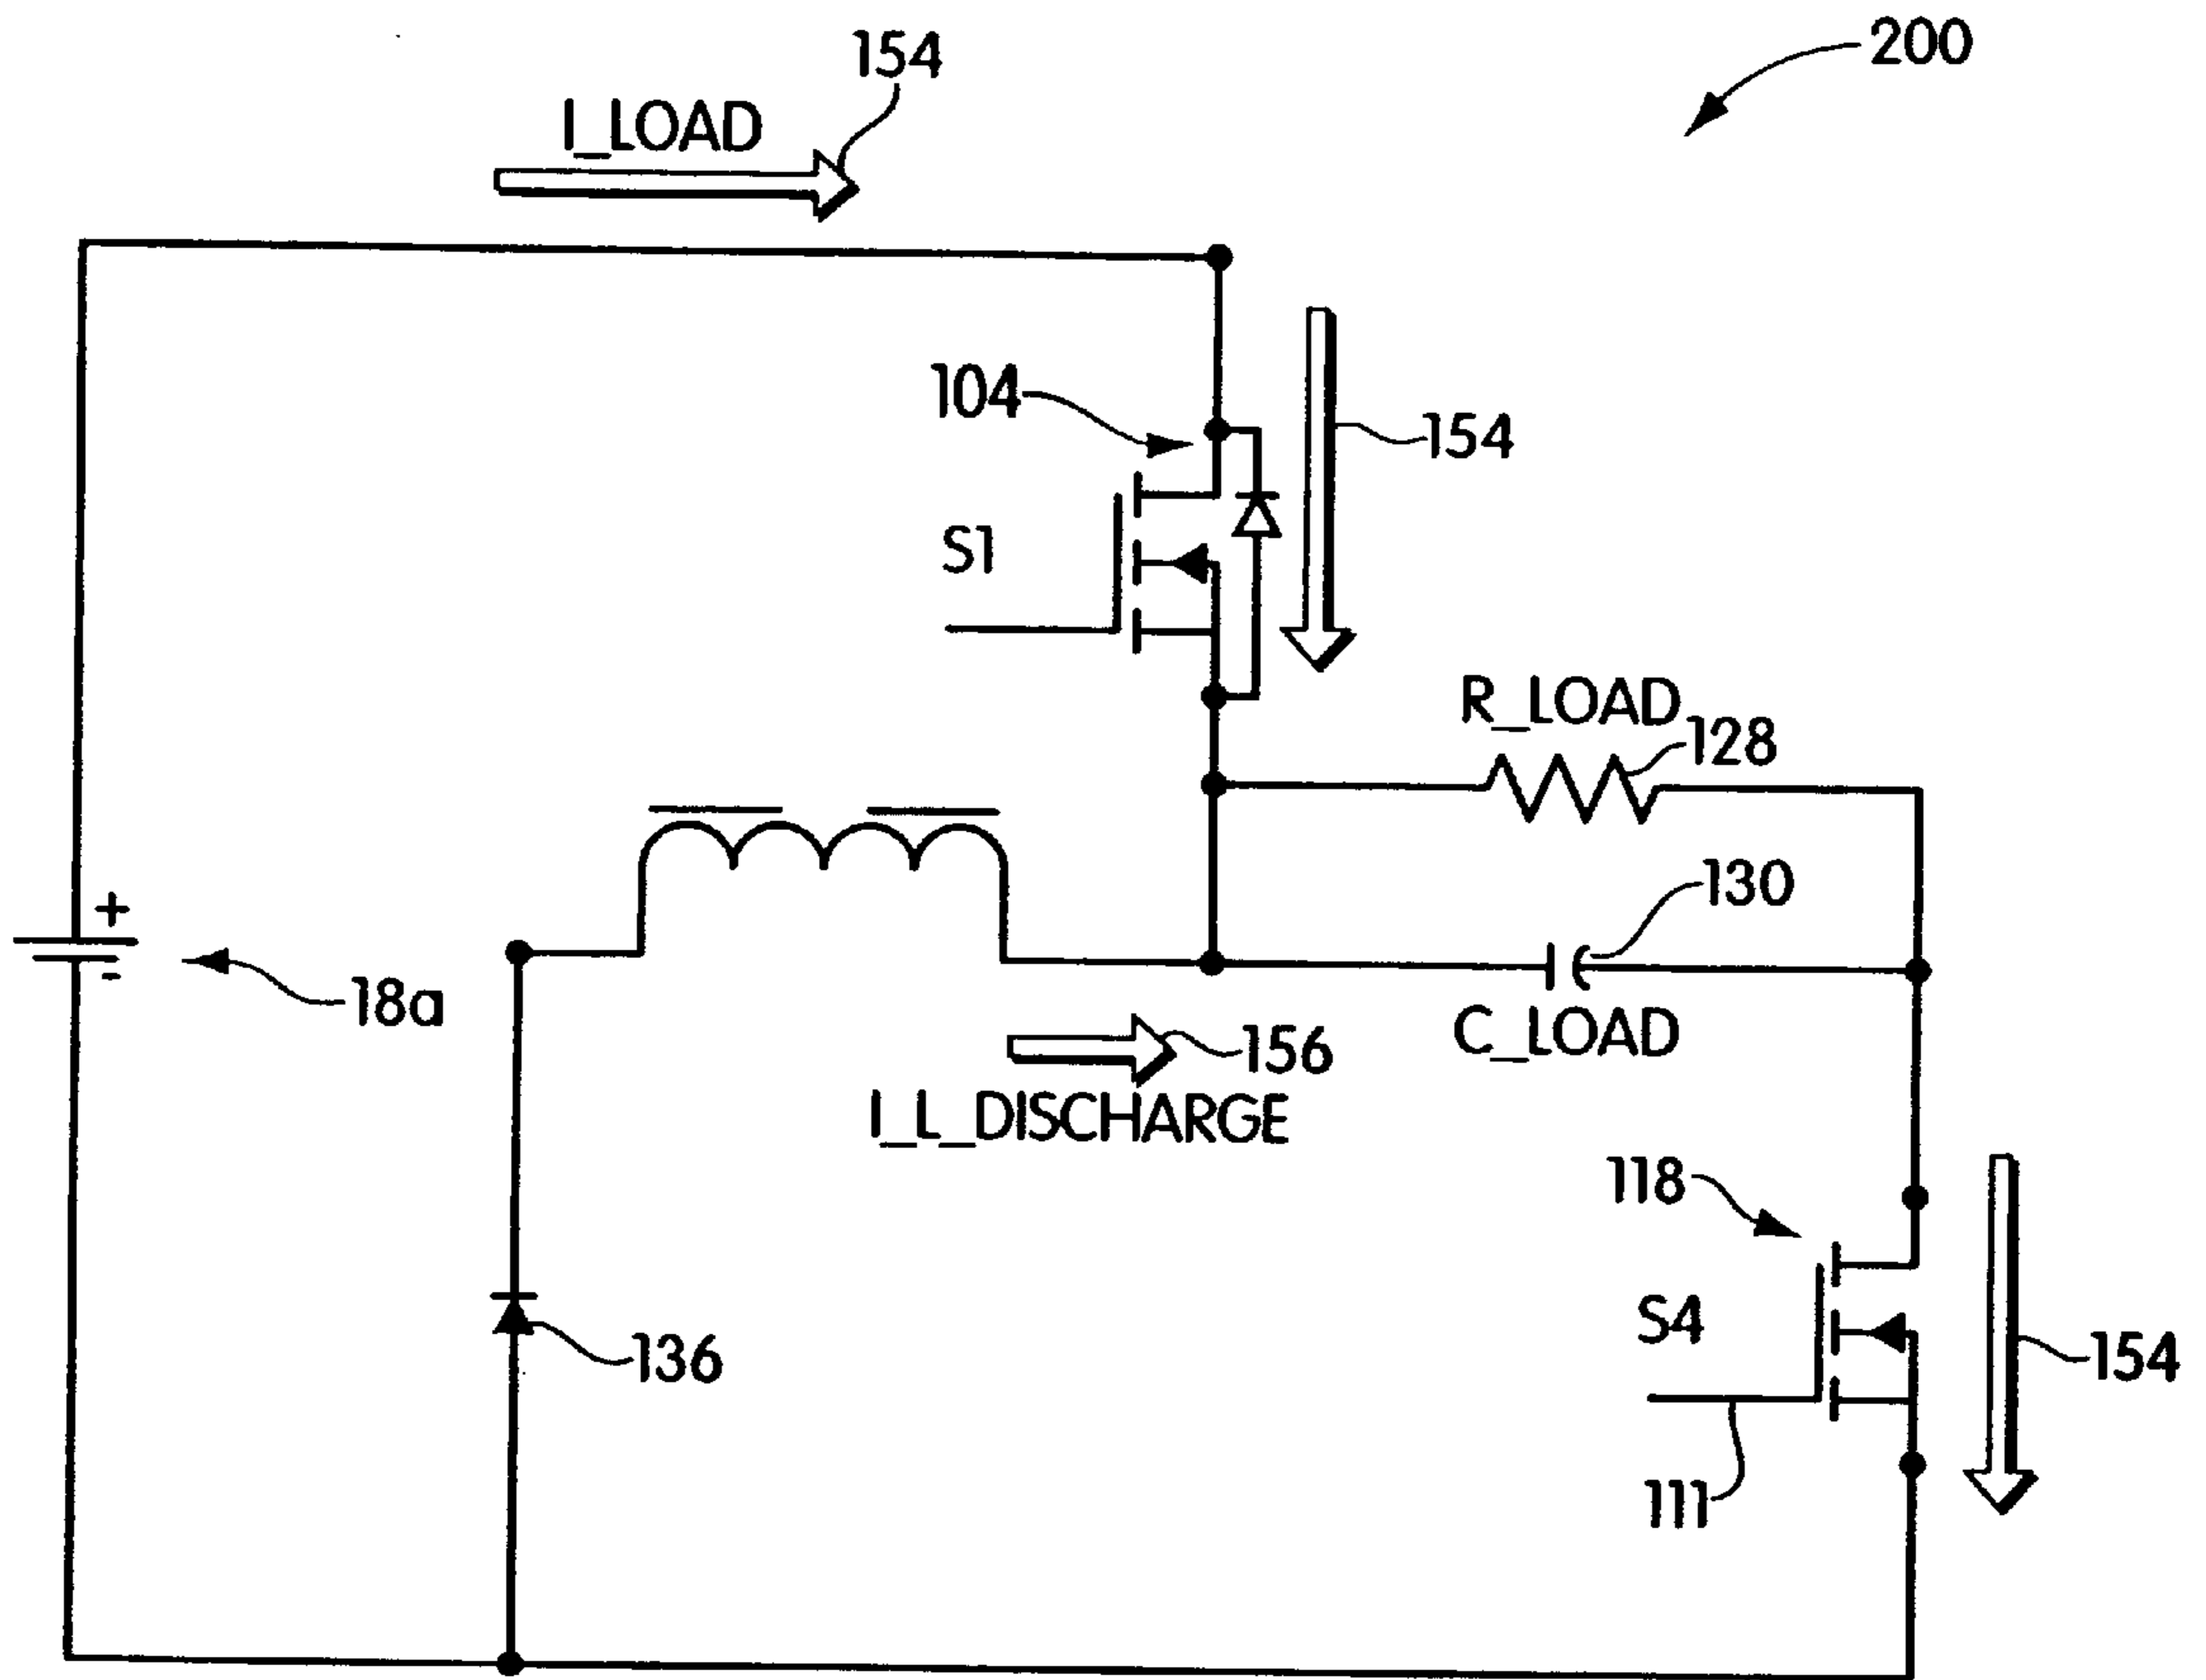 200
154
I_LOAD
104
154
S1
R_LOAD
128
130
+
-
18a
C_LOAD
156
I_L_DISCHARGE
118
S4
136
154
111